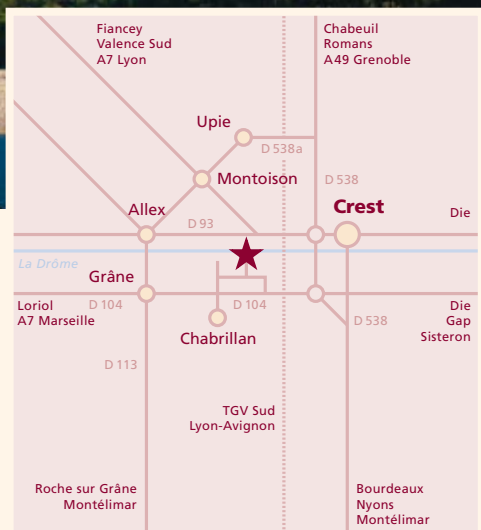 Fiancey
Valence Sud
A7 Lyon
Chabeuil
Romans
A49 Grenoble
Upie
D 538a
Montoison
D 538
Allex
Crest
Die
D 93
La Drôme
Grâne
Loriol
A7 Marseille
D 104
D 104
Chabrillan
D 538
Die
Gap
Sisteron
D 113
TGV Sud
Lyon-Avignon
Roche sur Grâne
Montélimar
Bourdeaux
Nyons
Montélimar